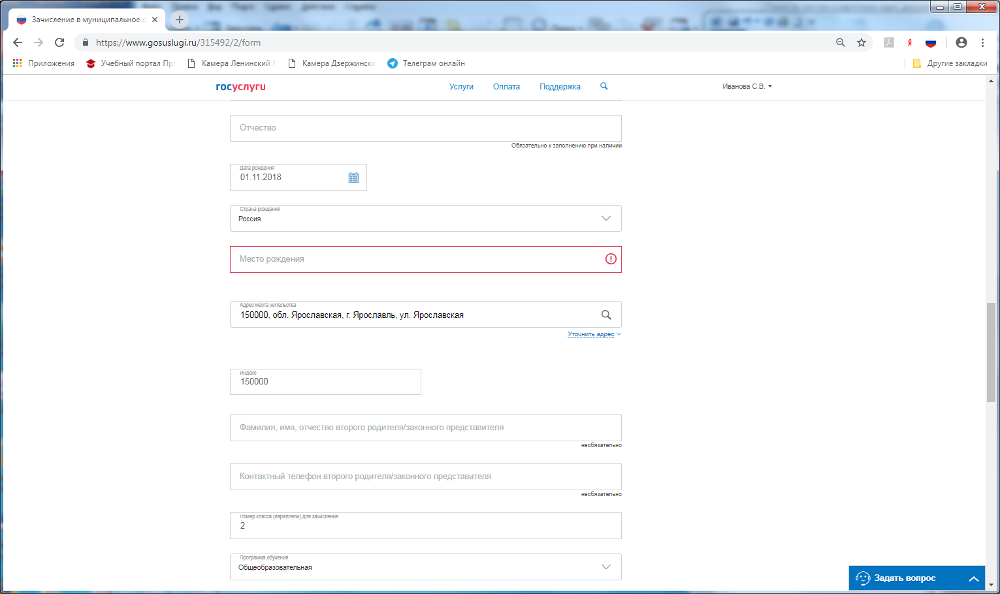 Зачисление в муниципальное с
https://www.gosuslugi.ru/315492/2/form
Приложения
Учебный портал Пра
Камера Ленинский
Камера Дзержински
Телеграм онлайн
Другие закладки
госуслуги
Услуги
Оплата
Поддержка
Иванова С.В.
Отчество
Обязательно к заполнению при наличии
Дата рождения
01.11.2018
Страна рождения
Россия
Место рождения
Адрес места жительства
150000, обл. Ярославская, г. Ярославль, ул. Ярославская
Уточнить адрес
Индекс
150000
Фамилия, имя, отчество второго родителя/законного представителя
необязательно
Контактный телефон второго родителя/законного представителя
необязательно
Номер класса (параллели) для зачисления
2
Программа обучения
Общеобразовательная
Задать вопрос